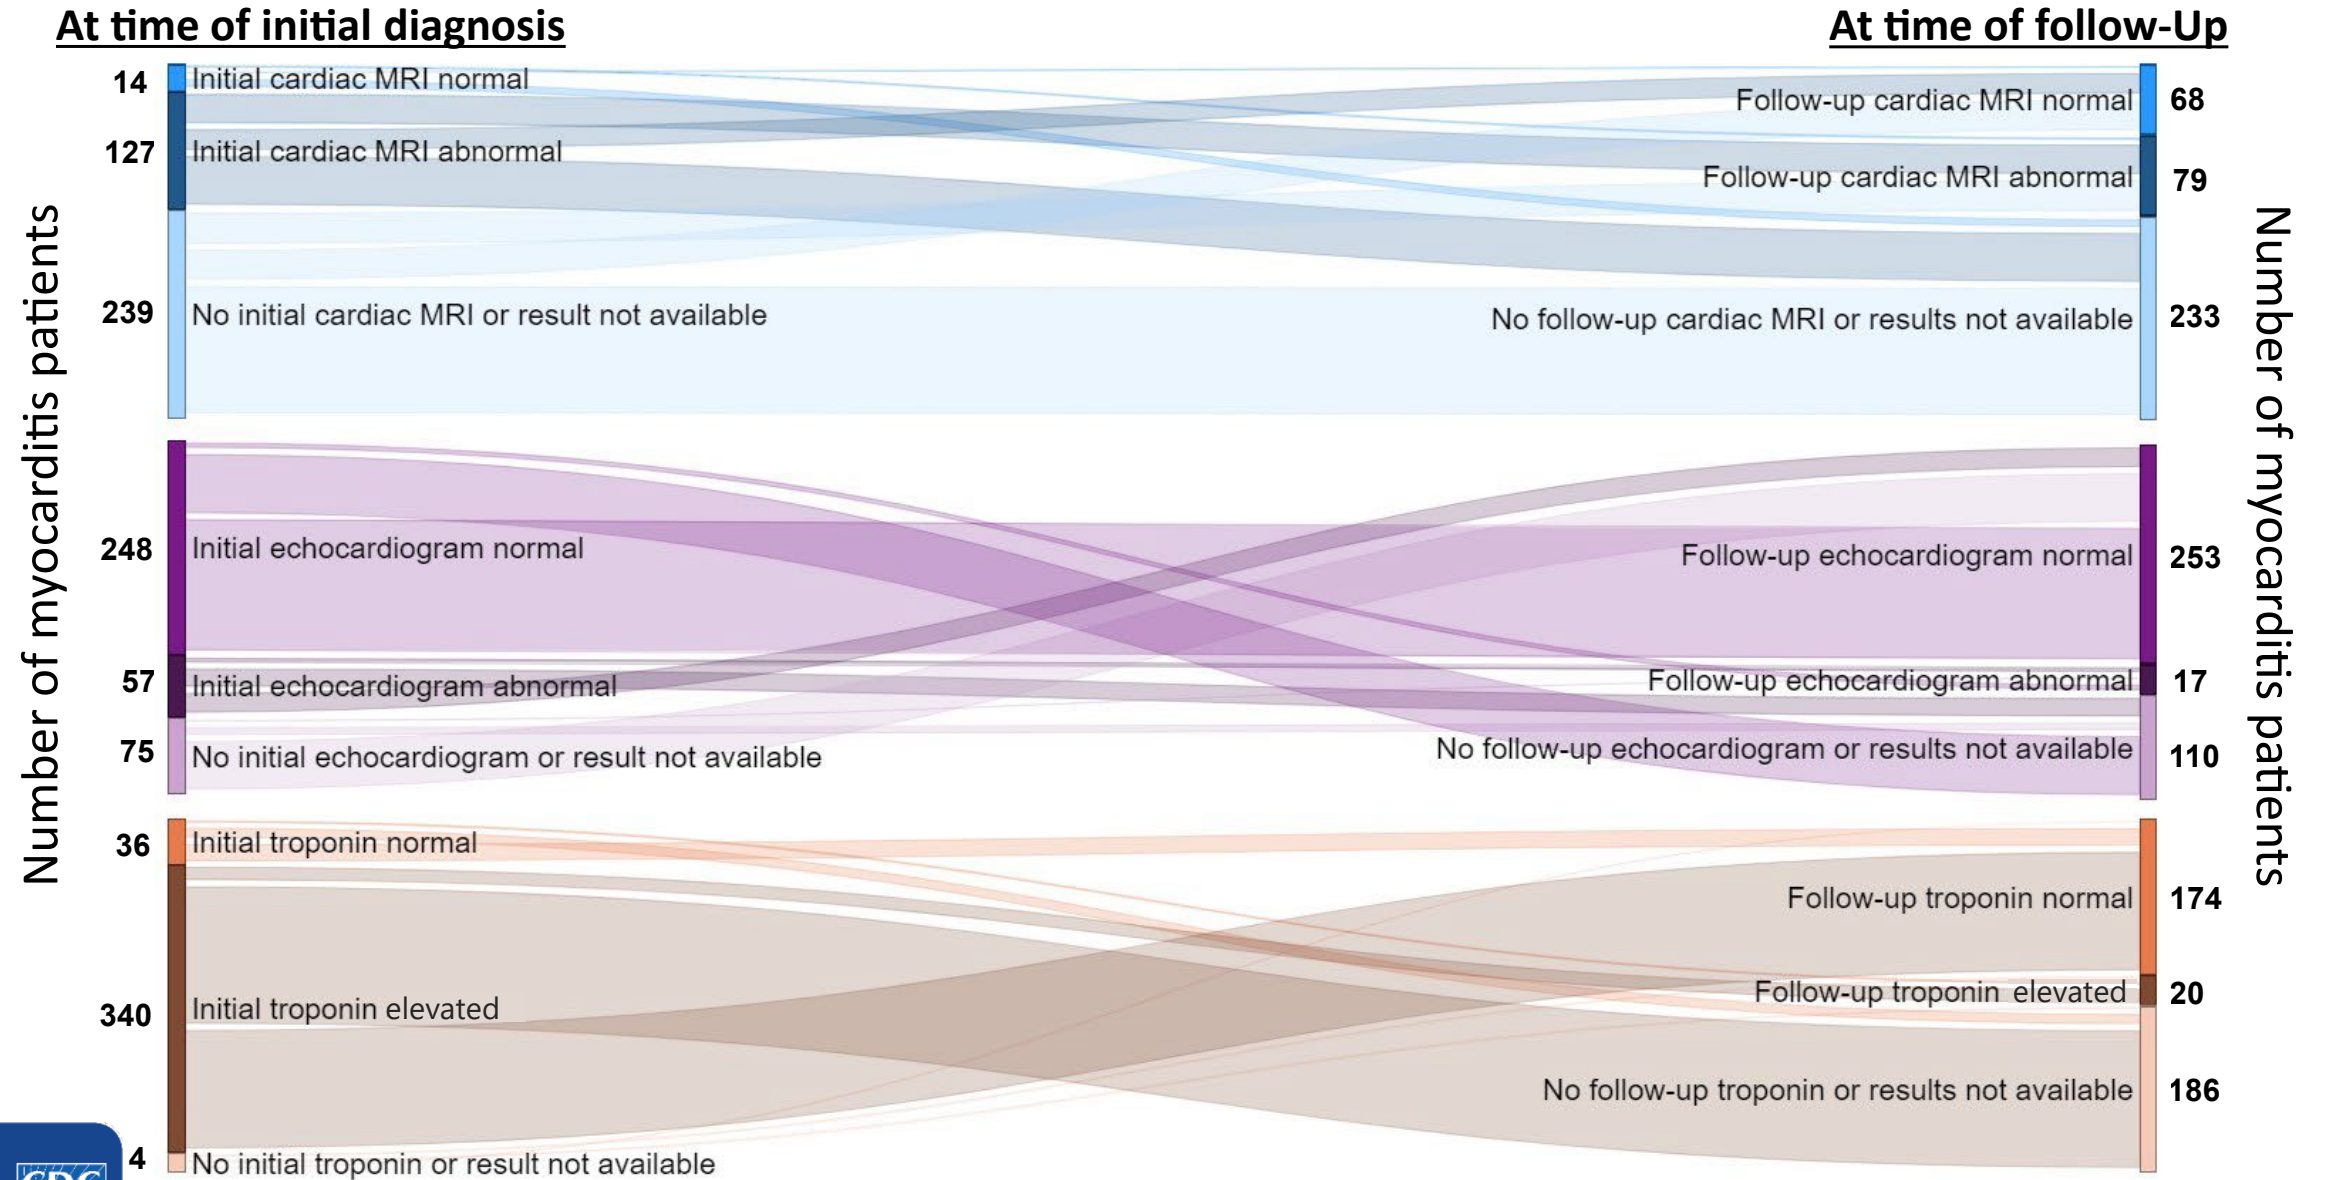 At time of initial diagnosis
At time of follow-Up
Number of myocarditis patients
14
Initial cardiac MRI normal
127
Initial cardiac MRI abnormal
239
No initial cardiac MRI or result not available
Follow-up cardiac MRI normal
68
Follow-up cardiac MRI abnormal
79
No follow-up cardiac MRI or results not available
233
248
Initial echocardiogram normal
57
Initial echocardiogram abnormal
75
No initial echocardiogram or result not available
Follow-up echocardiogram normal
253
Follow-up echocardiogram abnormal
17
No follow-up echocardiogram or results not available
110
36
Initial troponin normal
340
Initial troponin elevated
4
No initial troponin or result not available
Follow-up troponin normal
174
Follow-up troponin elevated
20
No follow-up troponin or results not available
186
Number of myocarditis patients
CDC